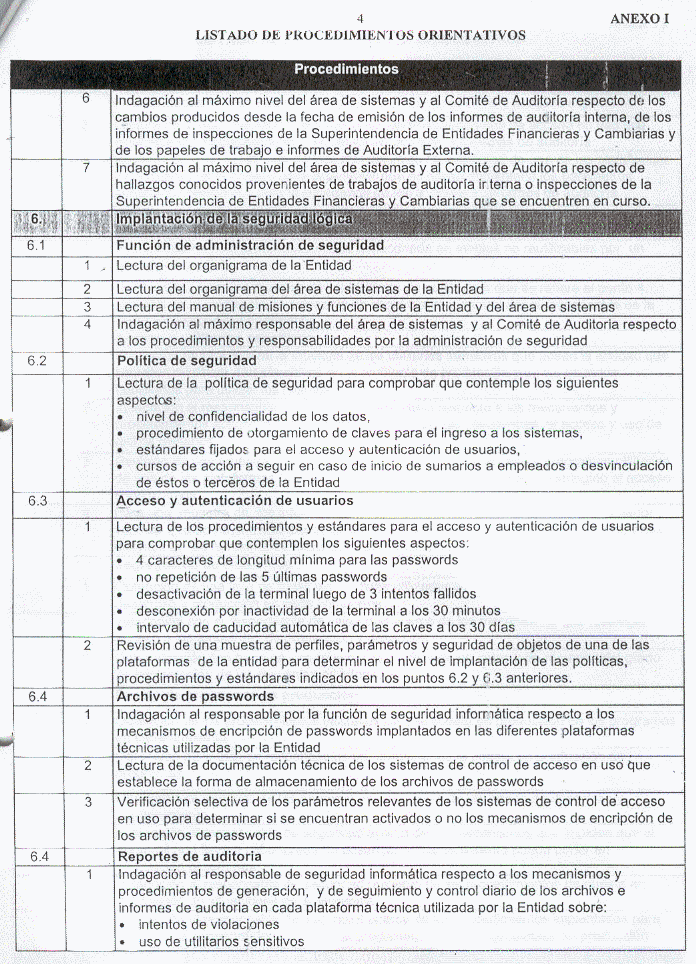 4
ANEXO I
LISTADO DE PROCEDIMIENTOS ORIENTATIVOS
Procedimientos
6 Indagación al máximo nivel del área de sistemas y al Comité de Auditoría respecto de los
cambios producidos desde la fecha de emisión de los informes de auditoría interna, de los
informes de inspecciones de la Superintendencia de Entidades Financieras y Cambiarias y
de los papeles de trabajo e informes de Auditoría Externa.
7 Indagación al máximo nivel del área de sistemas y al Comité de Auditoría respecto de
hallazgos conocidos provenientes de trabajos de auditoría interna o inspecciones de la
Superintendencia de Entidades Financieras y Cambiarias que se encuentren en curso.
6. Implantación de la seguridad lógica
6.1 Función de administración de seguridad
1 Lectura del organigrama de la Entidad
2 Lectura del organigrama del área de sistemas de la Entidad
3 Lectura del manual de misiones y funciones de la Entidad y del área de sistemas
4 Indagación al máximo responsable del área de sistemas y al Comité de Auditoria respecto
a los procedimientos y responsabilidades por la administración de seguridad
6.2 Política de seguridad
1 Lectura de la política de seguridad para comprobar que contemple los siguientes
aspectos:
• nivel de confidencialidad de los datos,
• procedimiento de otorgamiento de claves para el ingreso a los sistemas,
• estándares fijados para el acceso y autenticación de usuarios,
• cursos de acción a seguir en caso de inicio de sumarios a empleados o desvinculación
de éstos o terceros de la Entidad
6.3 Acceso y autenticación de usuarios
1 Lectura de los procedimientos y estándares para el acceso y autenticación de usuarios
para comprobar que contemplen los siguientes aspectos:
• 4 caracteres de longitud mínima para las passwords
• no repetición de las 5 últimas passwords
• desactivación de la terminal luego de 3 intentos fallidos
• desconexión por inactividad de la terminal a los 30 minutos
• intervalo de caducidad automática de las claves a los 30 días
2 Revisión de una muestra de perfiles, parámetros y seguridad de objetos de una de las
plataformas de la entidad para determinar el nivel de implantación de las políticas,
procedimientos y estándares indicados en los puntos 6.2 y 6.3 anteriores.
6.4 Archivos de passwords
1 Indagación al responsable por la función de seguridad informática respecto a los
mecanismos de encripción de passwords implantados en las diferentes plataformas
técnicas utilizadas por la Entidad
2 Lectura de la documentación técnica de los sistemas de control de acceso en uso que
establece la forma de almacenamiento de los archivos de passwords
3 Verificación selectiva de los parámetros relevantes de los sistemas de control de acceso
en uso para determinar si se encuentran activados o no los mecanismos de encripción de
los archivos de passwords
6.4 Reportes de auditoria
1 Indagación al responsable de seguridad informática respecto a los mecanismos y
procedimientos de generación, y de seguimiento y control diario de los archivos e
informes de auditoria en cada plataforma técnica utilizada por la Entidad sobre:
• intentos de violaciones
• uso de utilitarios sensitivos